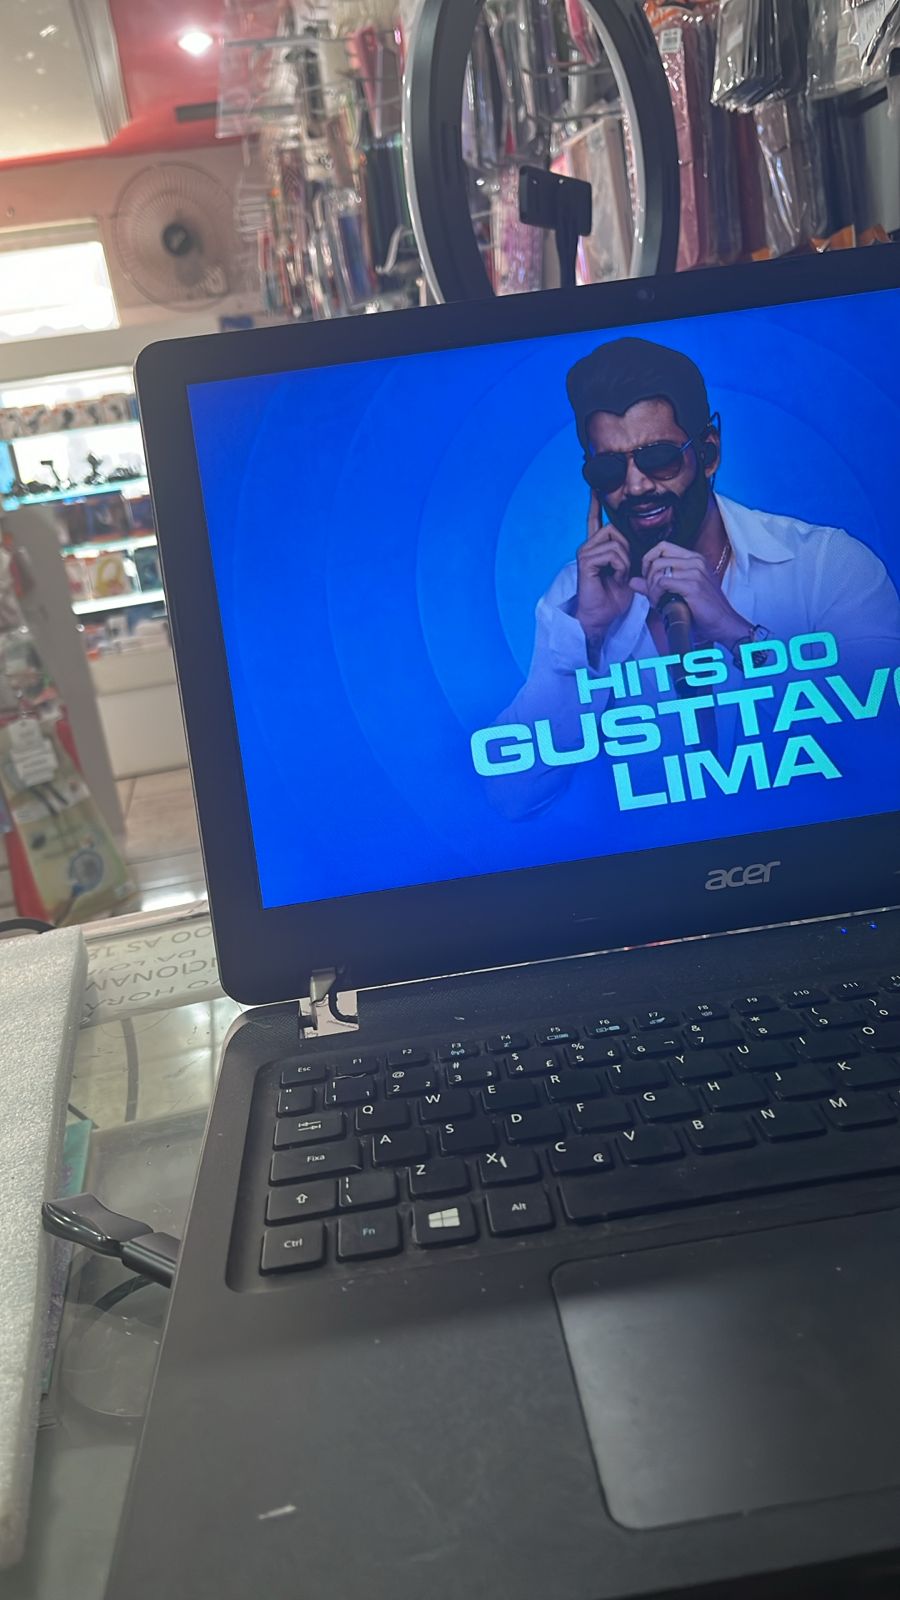 HITS DO
GUSTTAVO
LIMA
acer
Esc F1 F2 F3 F4 F5 F6 F7 F8 F9 F10 F11
" ' ! 1 @ 2 # 3 $ 4 £ % 5 ¢ 6 ¬ & 7 * 8 ( 9 ) 0
Q W E R T Y U I O
Fixa A S D F G H J K
\ | Z X C V B N M
Ctrl Fn Alt